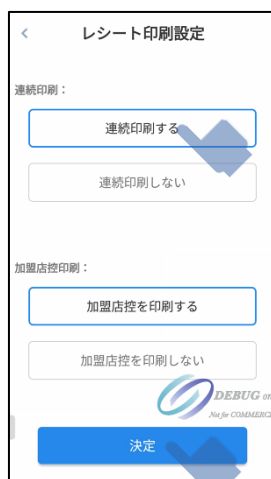 レシート印刷設定
連続印刷：
連続印刷する
連続印刷しない
加盟店控印刷：
加盟店控を印刷する
加盟店控を印刷しない
DEBUG
Not for
決定